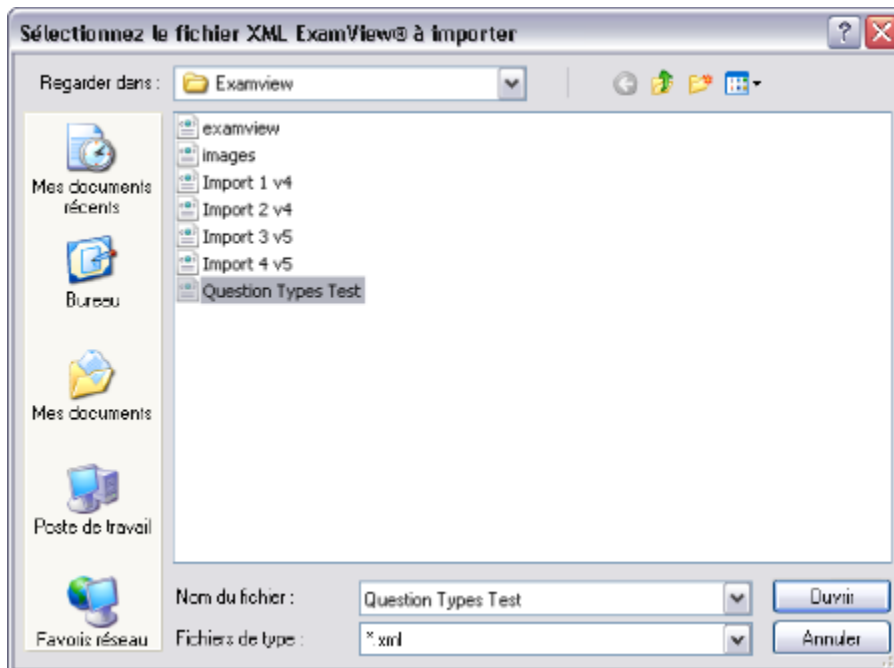 Sélectionnez le fichier XML ExamView® à importer
Regarder dans :
Examview
examview
images
Import 1 v4
Import 2 v4
Import 3 v5
Import 4 v5
Question Types Test
Mes documents
récents
Bureau
Mes documents
Poste de travail
Favoris réseau
Nom du fichier :
Question Types Test
Ouvrir
Fichiers de type :
*.xml
Annuler